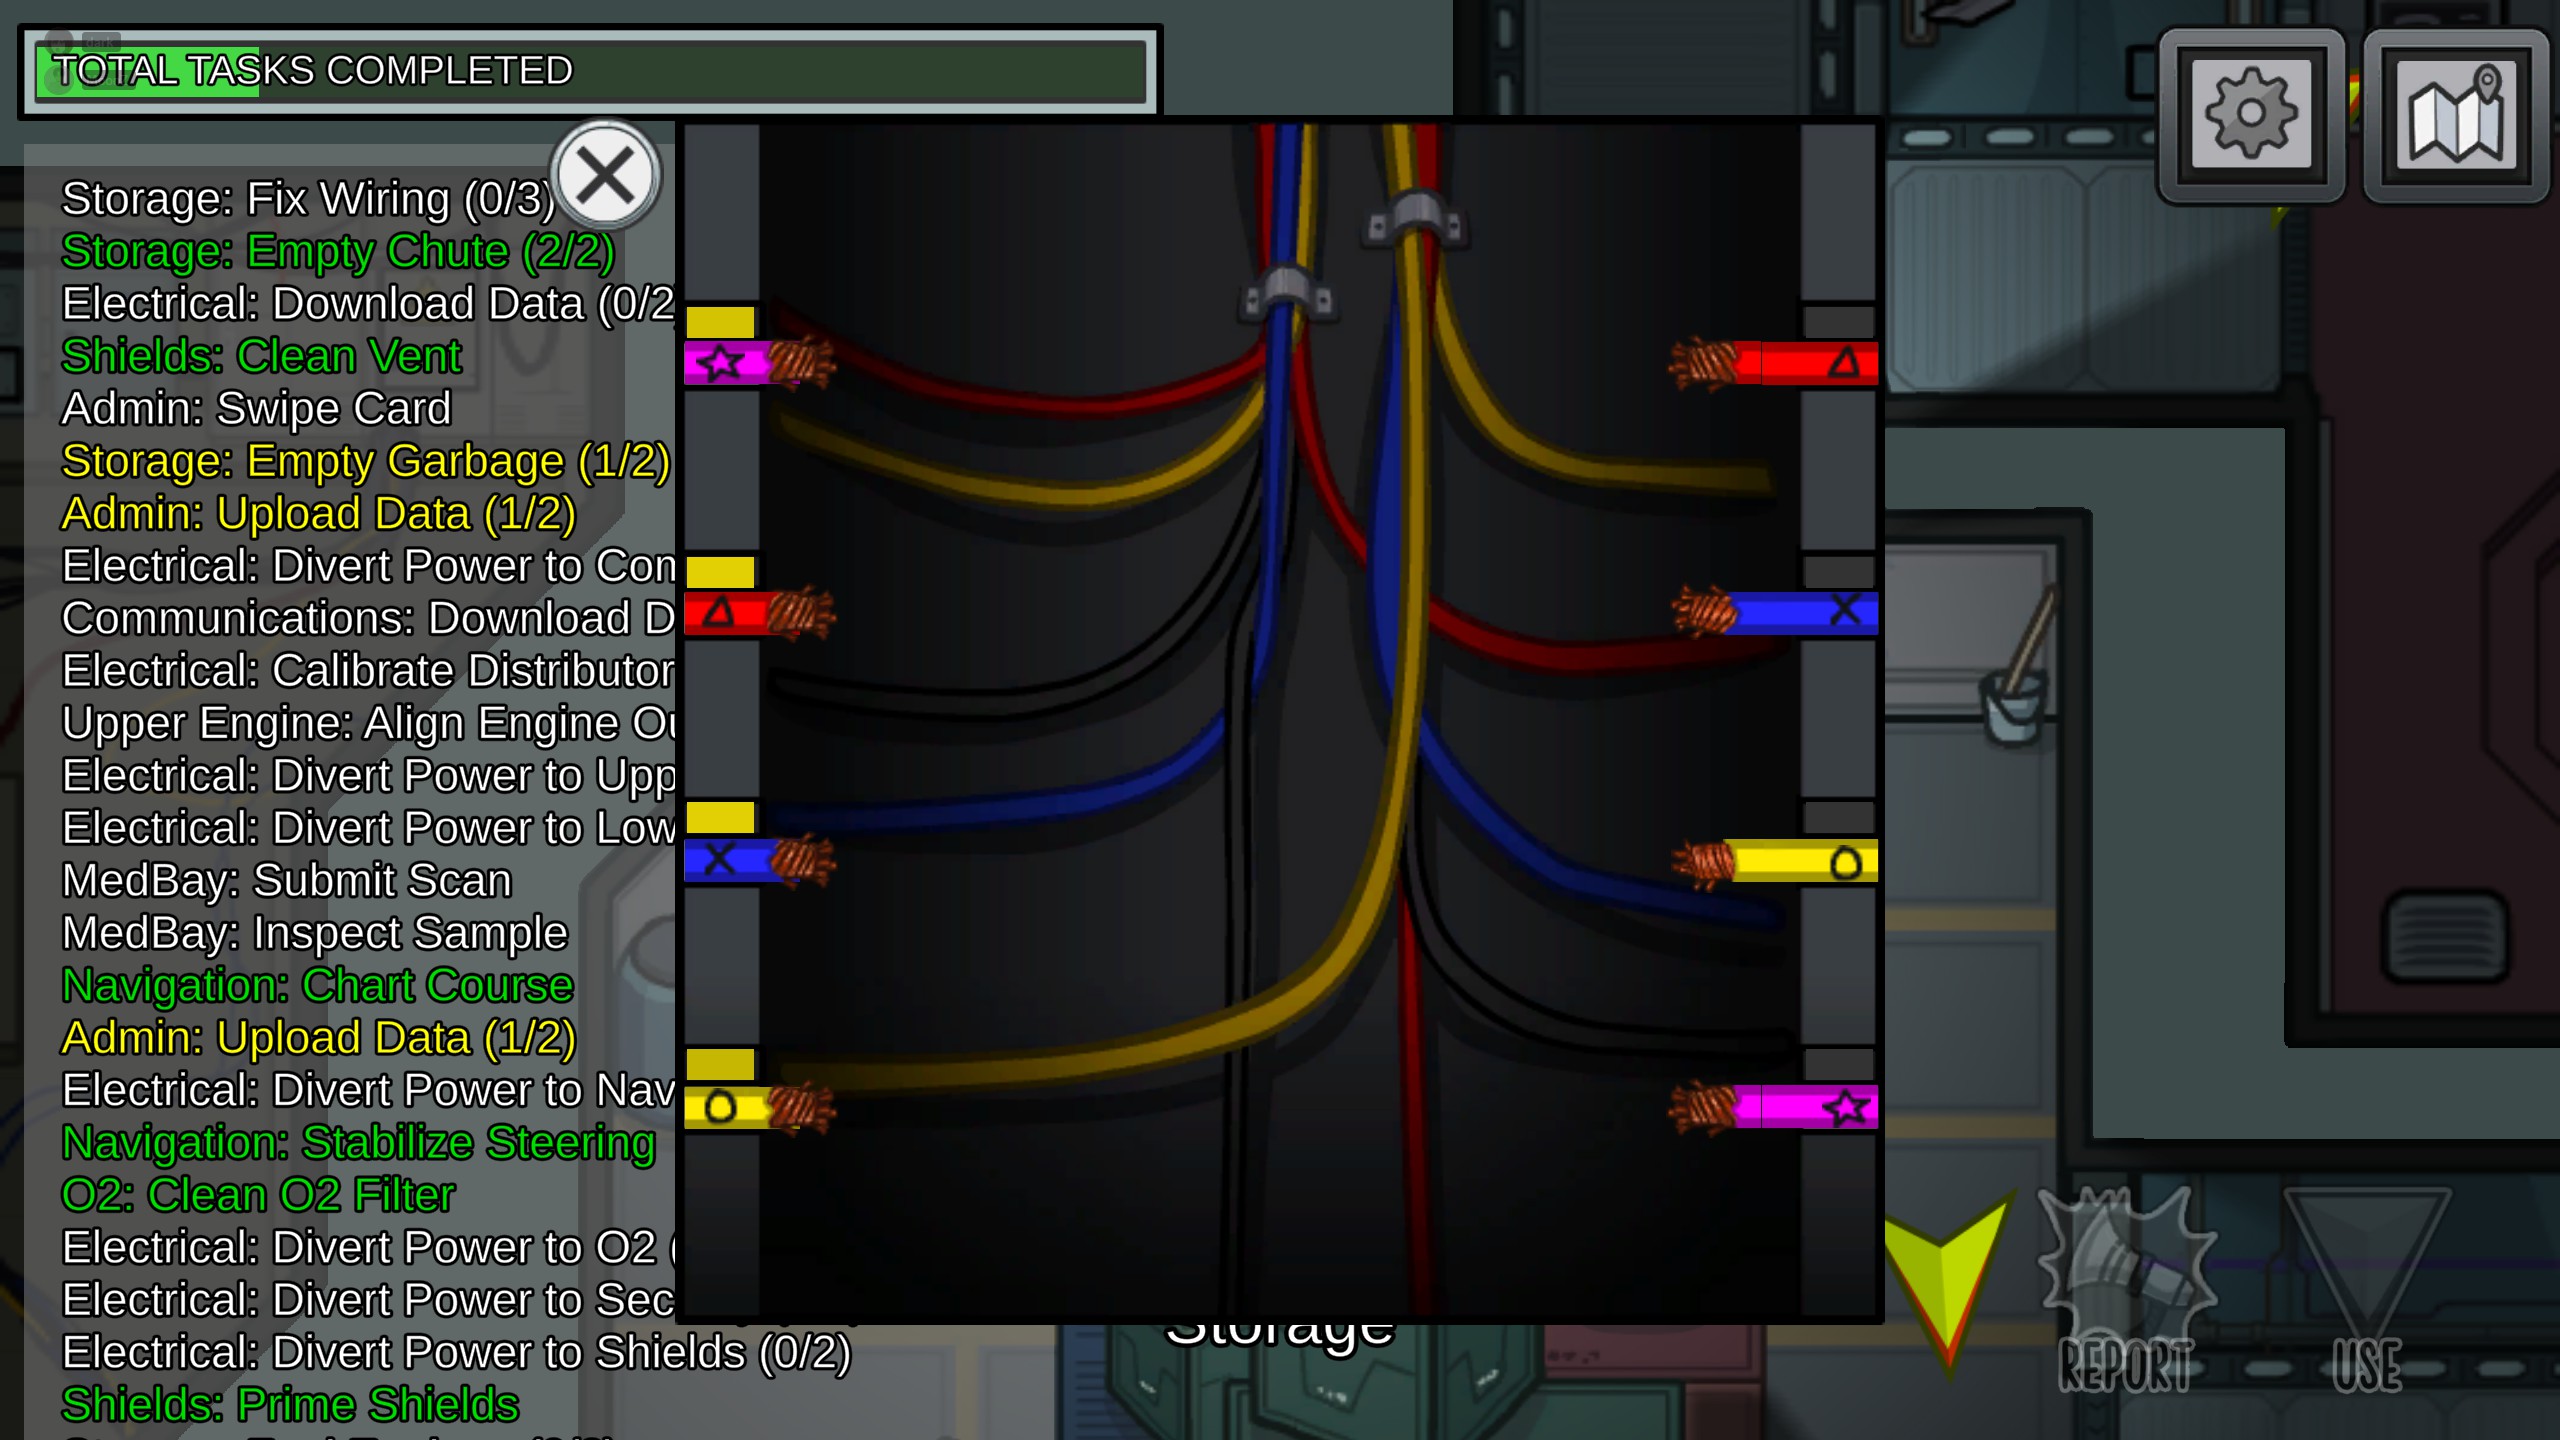 TOTAL TASKS COMPLETED
Storage: Fix Wiring (0/3)
Storage: Empty Chute (2/2)
Electrical: Download Data (0/2
Shields: Clean Vent
Admin: Swipe Card
Storage: Empty Garbage (1/2)
Admin: Upload Data (1/2)
Electrical: Divert Power to Com
Communications: Download D
Electrical: Calibrate Distributor
Upper Engine: Align Engine Ou
Electrical: Divert Power to Upp
Electrical: Divert Power to Low
MedBay: Submit Scan
MedBay: Inspect Sample
Navigation: Chart Course
Admin: Upload Data (1/2)
Electrical: Divert Power to Nav
Navigation: Stabilize Steering
O2: Clean O2 Filter
Electrical: Divert Power to O2 (
Electrical: Divert Power to Sec
Electrical: Divert Power to Shields (0/2)
Shields: Prime Shields
Storage
REPORT
USE